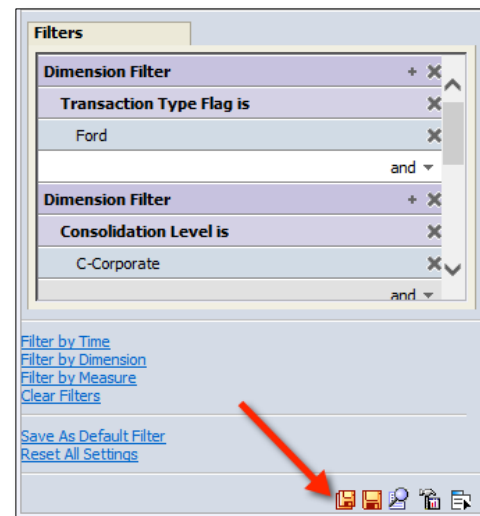 Filters
Dimension Filter
Transaction Type Flag is
Ford
and
Dimension Filter
Consolidation Level is
C-Corporate
and
Filter by Time
Filter by Dimension
Filter by Measure
Clear Filters
Save As Default Filter
Reset All Settings